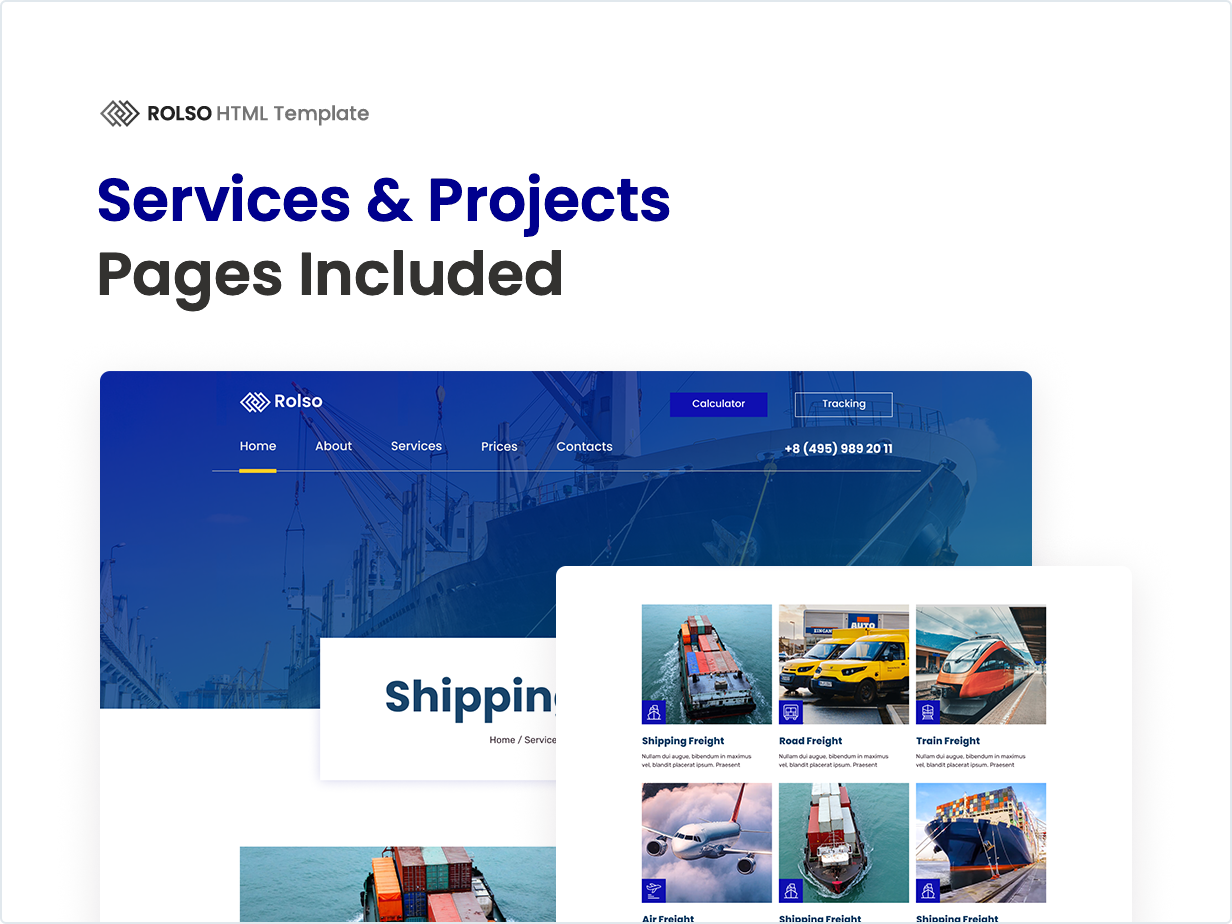 ROLSO HTML Template
Services & Projects
Pages Included
Rolso
Calculator
Tracking
Home
About
Services
Prices
Contacts
+8 (495) 989 20 11
Home / Service
EINGANG
AUTO
Shipping Freight
Nullam dui augue, bibendum in maximus
vel, blandit placerat ipsum. Praesent
Road Freight
Nullam dui augue, bibendum in maximus
vel, blandit placerat ipsum. Praesent
Train Freight
Nullam dui augue, bibendum in maximus
vel, blandit placerat ipsum. Praesent
Air Freight
Shipping Freight
Shipping Freight